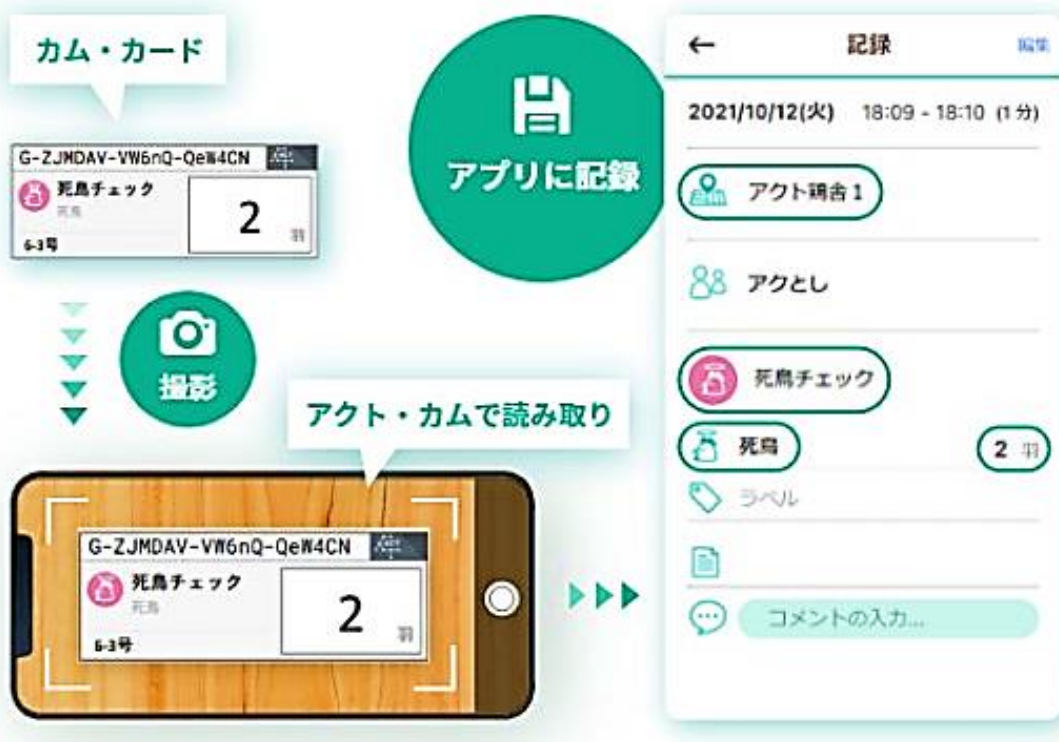 カム・カード
G-ZJMDAV-VW6nQ-QeW4CN
死鳥チェック
死鳥
2 羽
6-3号
撮影
アクト・カムで読み取り
G-ZJMDAV-VW6nQ-QeW4CN
死鳥チェック
死鳥
2 羽
6-3号
アプリに記録
← 記録 編集
2021/10/12(火) 18:09 - 18:10 (1分)
アクト鶏舎1
アクとし
死鳥チェック
死鳥 2 羽
ラベル
コメントの入力...